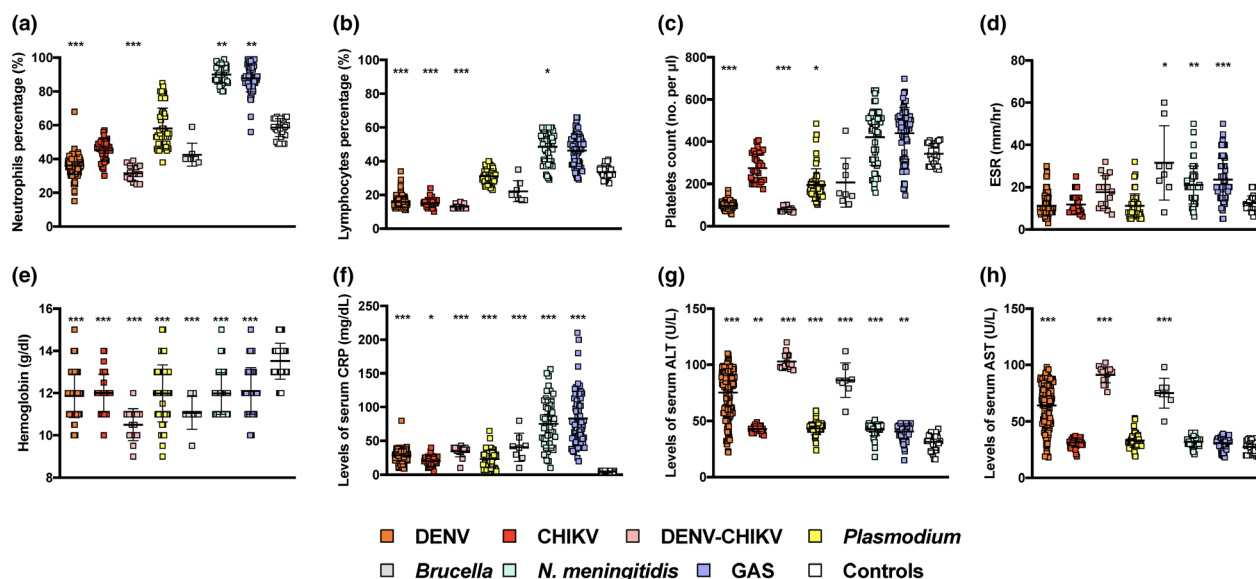 (a)
*** *** ** **
Neutrophils percentage (%)
100
80
60
40
20
0
(b)
*** *** *** *
Lymphocytes percentage (%)
100
80
60
40
20
0
(c)
*** *** *
Platelets count (no. per µl)
800
600
400
200
0
(d)
* ** ***
ESR (mm/hr)
80
60
40
20
0
(e)
*** *** *** *** *** *** ***
Hemoglobin (g/dl)
16
14
12
10
8
(f)
*** * *** *** *** *** ***
Levels of serum CRP (mg/dL)
250
200
150
100
50
0
(g)
*** ** *** *** *** *** **
Levels of serum ALT (U/L)
150
100
50
0
(h)
*** *** ***
Levels of serum AST (U/L)
150
100
50
0
DENV CHIKV DENV-CHIKV Plasmodium
Brucella N. meningitidis GAS Controls